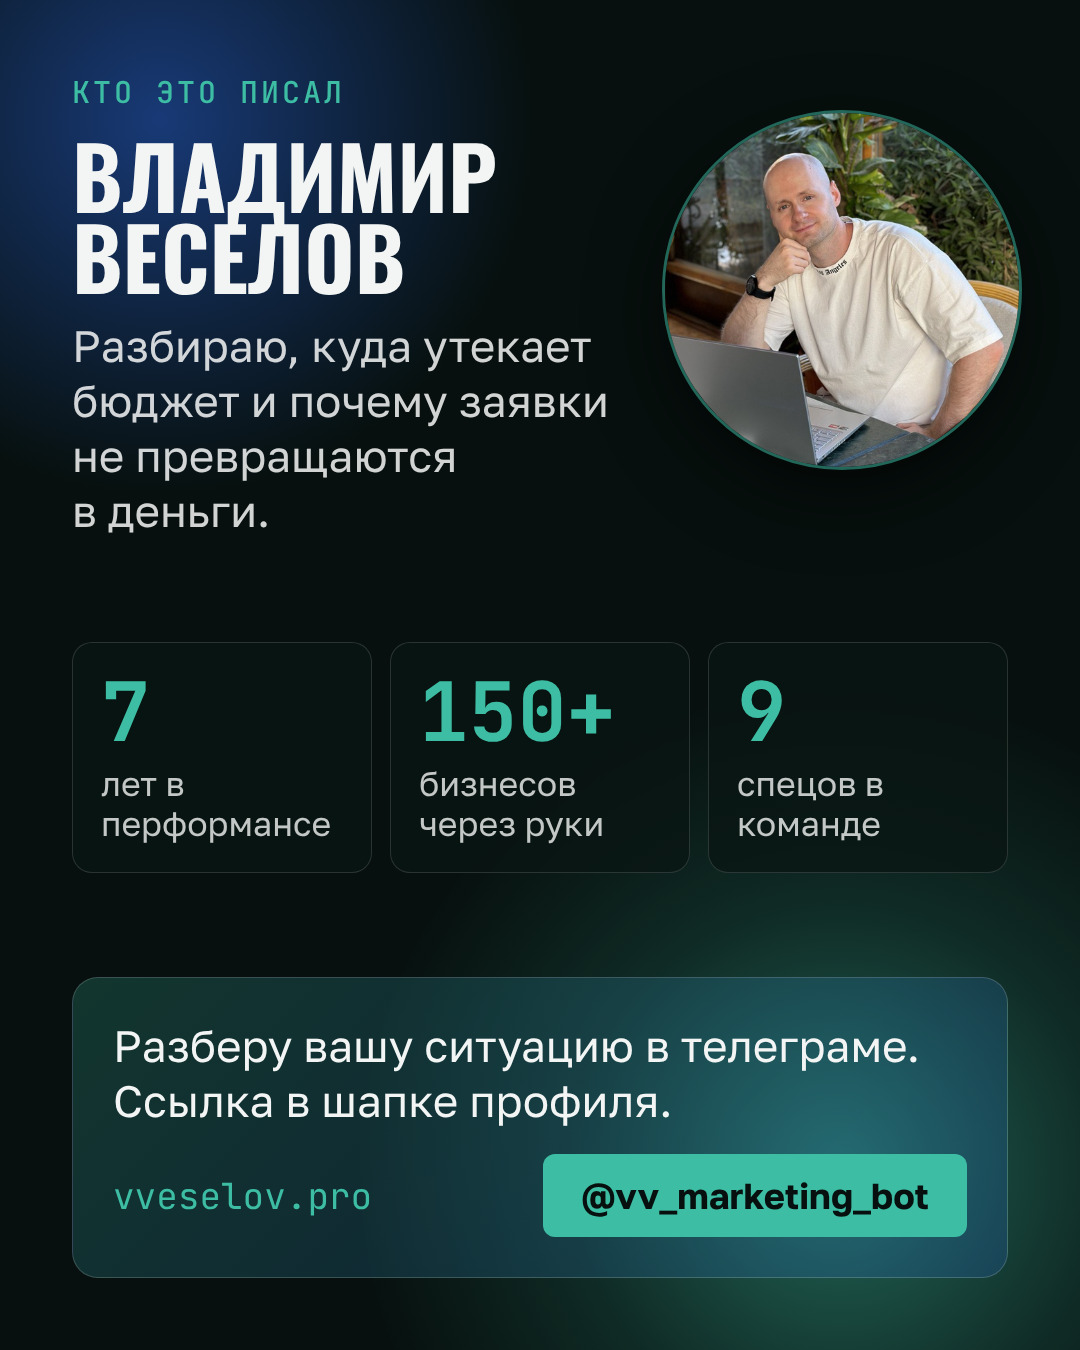 КТО ЭТО ПИСАЛ
ВЛАДИМИР
ВЕСЕЛОВ
Разбираю, куда утекает
бюджет и почему заявки
не превращаются
в деньги.
7
лет в
перформансе
150+
бизнесов
через руки
9
спецов в
команде
Разберу вашу ситуацию в телеграме.
Ссылка в шапке профиля.
vveselov.pro
@vv_marketing_bot